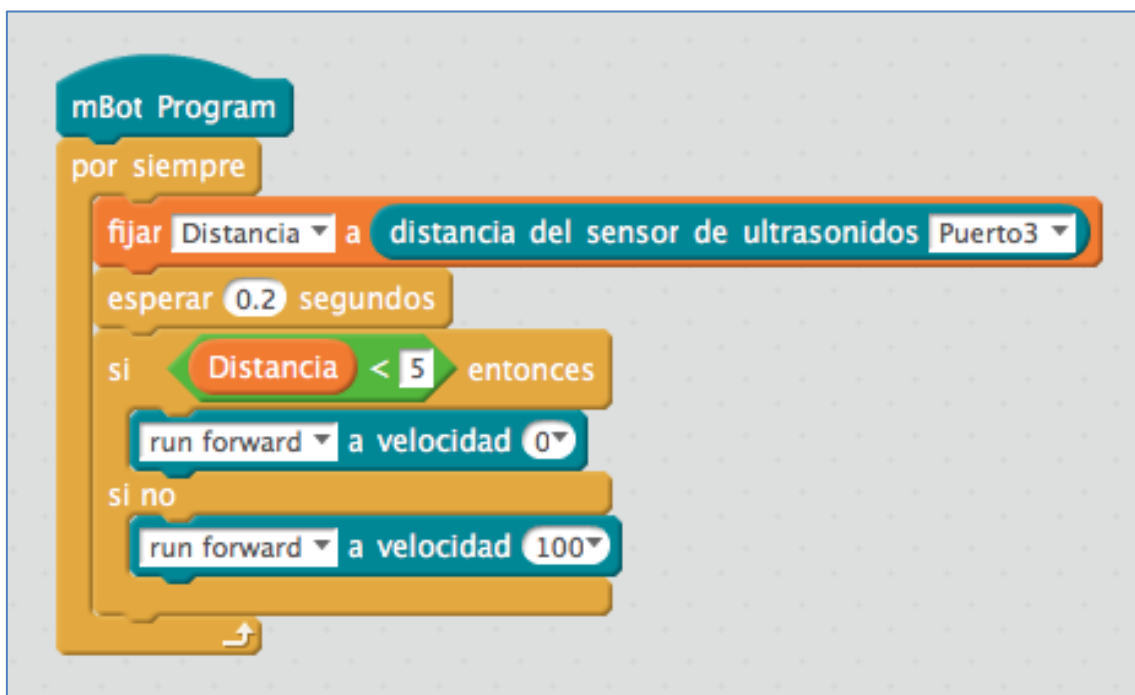 mBot Program
por siempre
fijar Distancia a distancia del sensor de ultrasonidos Puerto3
esperar 0.2 segundos
si Distancia < 5 entonces
run forward a velocidad 0
si no
run forward a velocidad 100